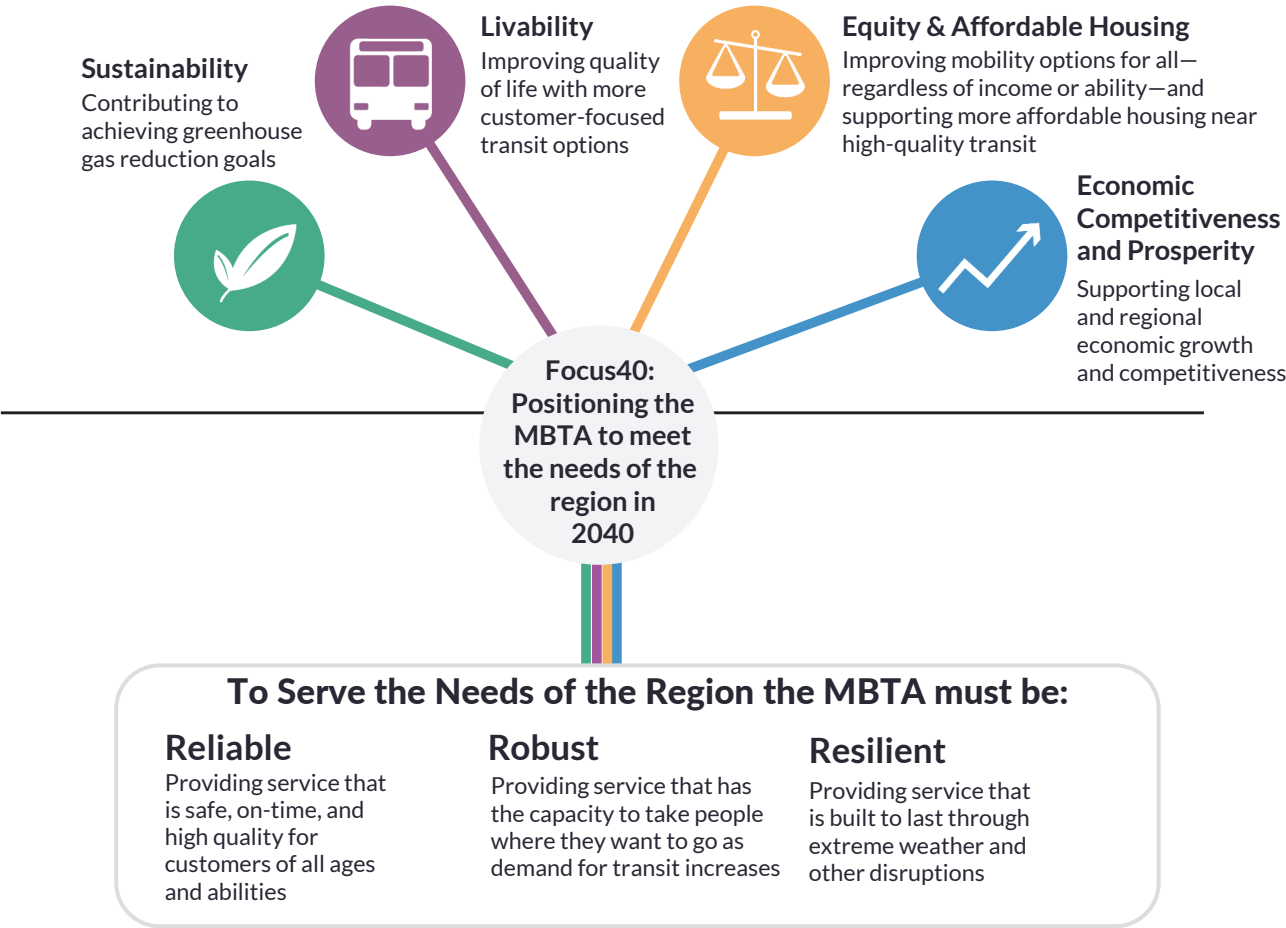 Sustainability
Contributing to
achieving greenhouse
gas reduction goals
Livability
Improving quality
of life with more
customer-focused
transit options
Equity & Affordable Housing
Improving mobility options for all—
regardless of income or ability—and
supporting more affordable housing near
high-quality transit
Economic
Competitiveness
and Prosperity
Supporting local
and regional
economic growth
and competitiveness
Focus40:
Positioning the
MBTA to meet
the needs of the
region in
2040
To Serve the Needs of the Region the MBTA must be:
Reliable
Providing service that
is safe, on-time, and
high quality for
customers of all ages
and abilities
Robust
Providing service that has
the capacity to take people
where they want to go as
demand for transit increases
Resilient
Providing service that
is built to last through
extreme weather and
other disruptions